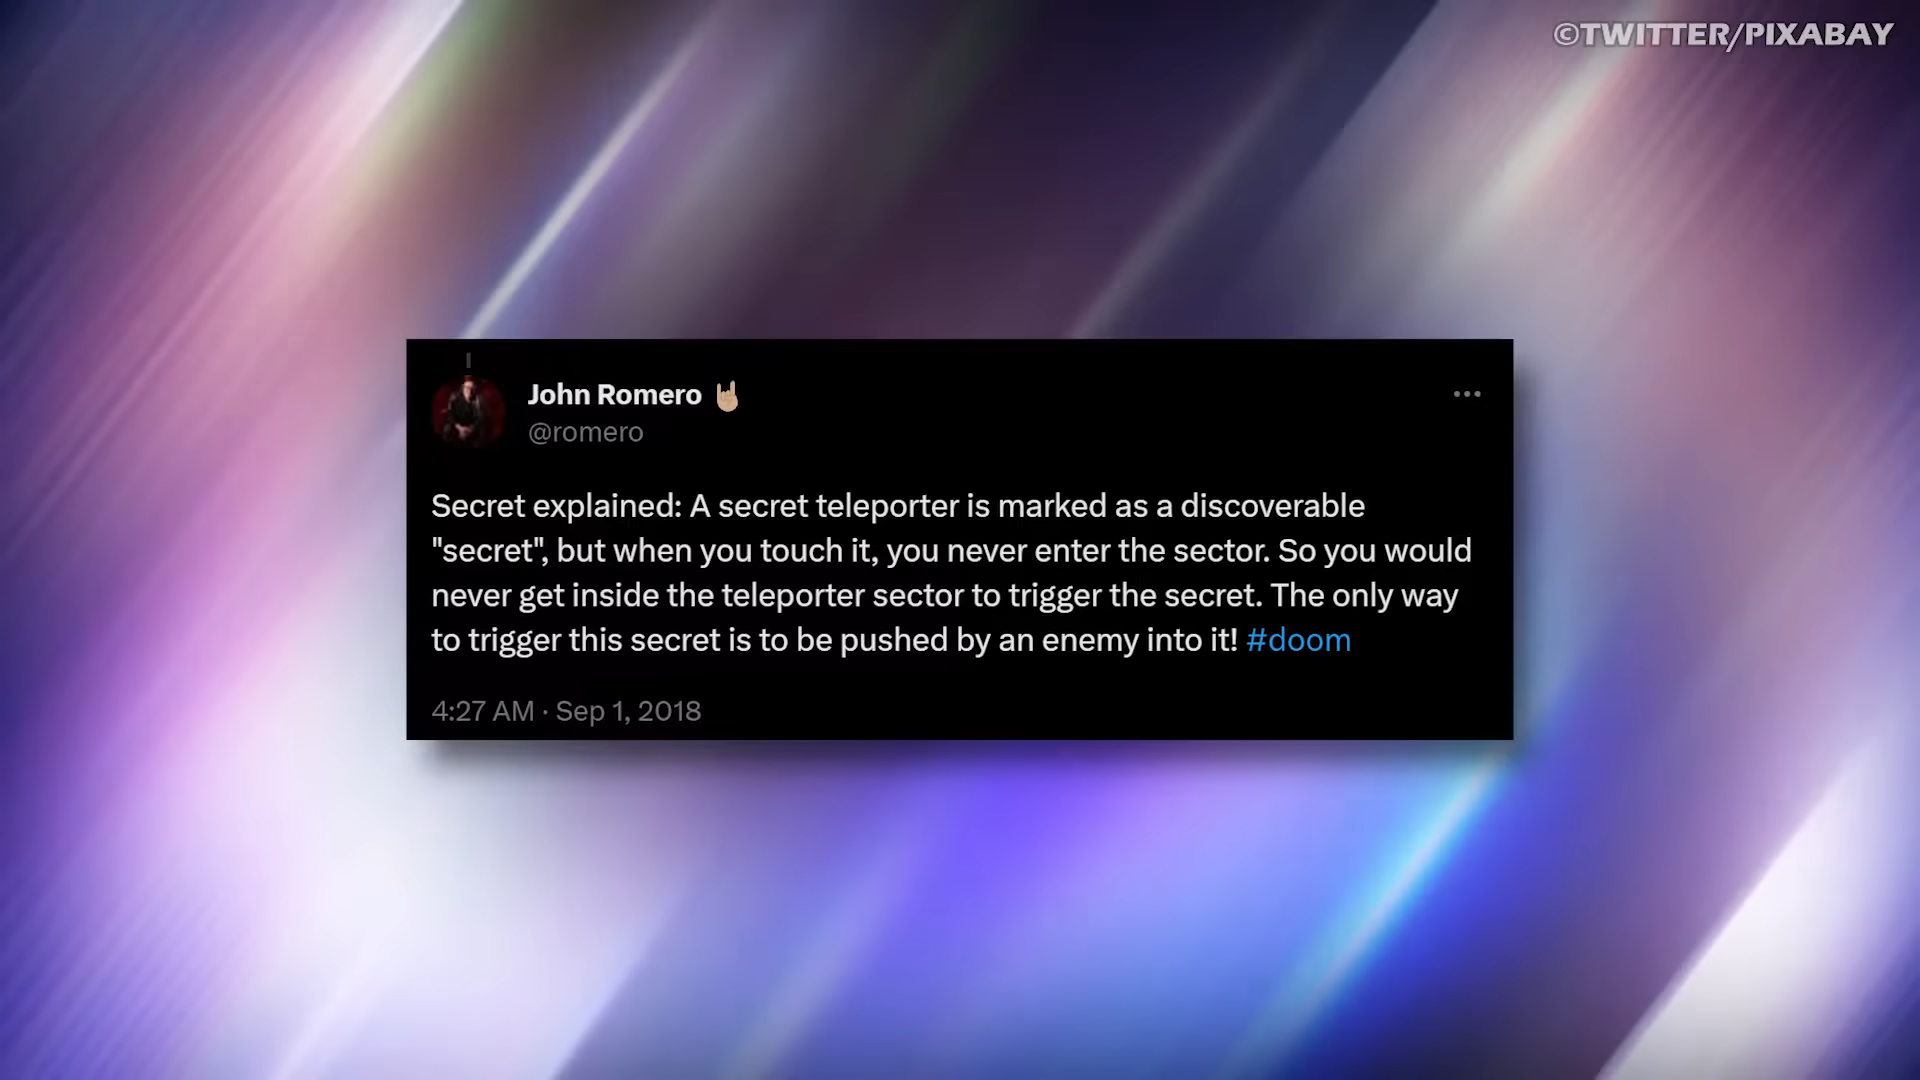 ©TWITTER/PIXABAY
John Romero 🤘🏼
@romero
Secret explained: A secret teleporter is marked as a discoverable
"secret", but when you touch it, you never enter the sector. So you would
never get inside the teleporter sector to trigger the secret. The only way
to trigger this secret is to be pushed by an enemy into it! #doom
4:27 AM · Sep 1, 2018